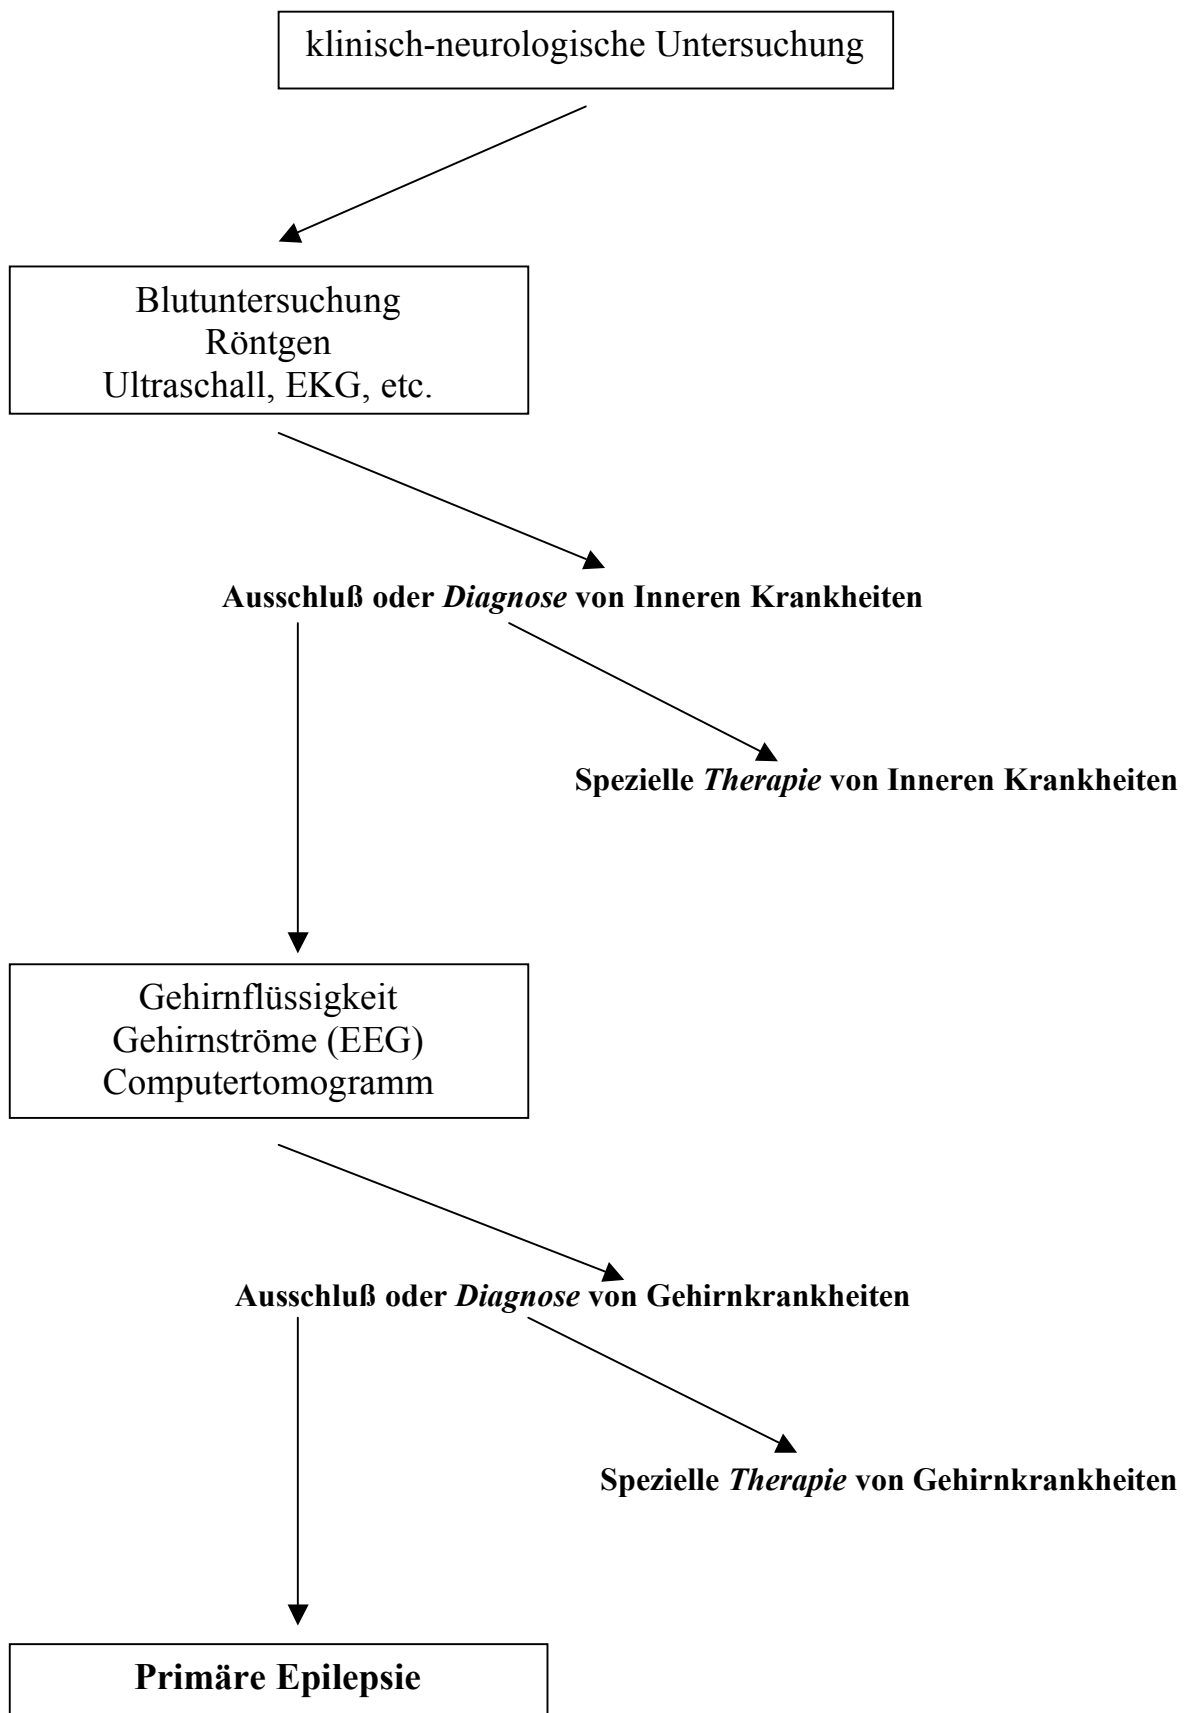 klinisch-neurologische Untersuchung
Blutuntersuchung
Röntgen
Ultraschall, EKG, etc.
Ausschluß oder Diagnose von Inneren Krankheiten
Spezielle Therapie von Inneren Krankheiten
Gehirnflüssigkeit
Gehirnströme (EEG)
Computertomogramm
Ausschluß oder Diagnose von Gehirnkrankheiten
Spezielle Therapie von Gehirnkrankheiten
Primäre Epilepsie